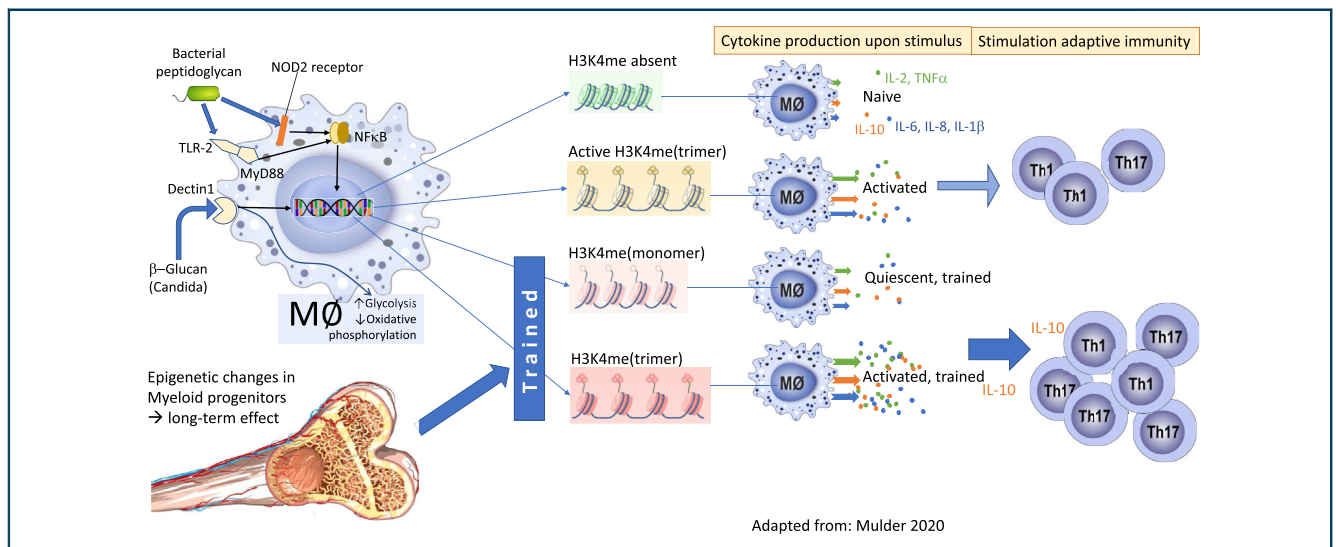 Bacterial
peptidoglycan
NOD2 receptor
TLR-2
MyD88
NFκB
Dectin1
β–Glucan
(Candida)
MØ
↑Glycolysis
↓Oxidative
phosphorylation
Epigenetic changes in
Myeloid progenitors
→ long-term effect
Trained
H3K4me absent
Active H3K4me(trimer)
H3K4me(monomer)
H3K4me(trimer)
Cytokine production upon stimulus
Stimulation adaptive immunity
MØ
IL-2, TNFα
Naive
IL-10
IL-6, IL-8, IL-1β
MØ
Activated
Th1
Th17
Th1
MØ
Quiescent, trained
MØ
Activated, trained
IL-10
IL-10
Th1
Th17
Th17
Th1
Th17
Th17
Adapted from: Mulder 2020